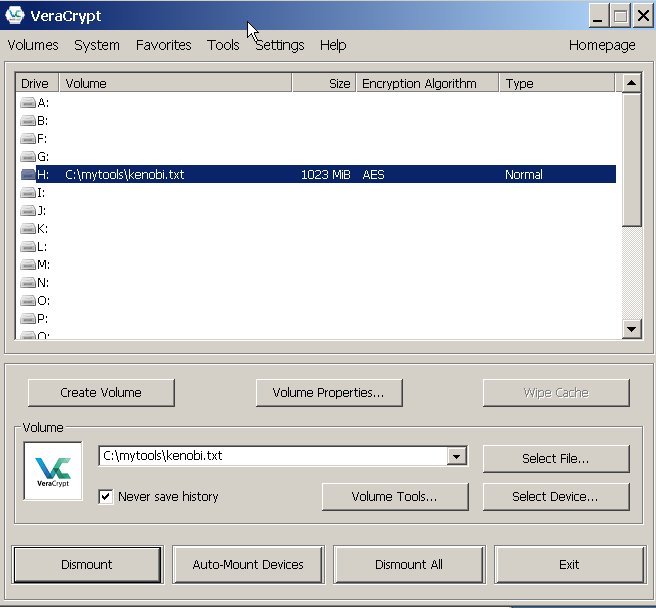 VeraCrypt
Volumes System Favorites Tools Settings Help Homepage
Drive Volume Size Encryption Algorithm Type
A:
B:
F:
G:
H: C:\mytools\kenobi.txt 1023 MiB AES Normal
I:
J:
K:
L:
M:
N:
O:
P:
Q:
Create Volume Volume Properties... Wipe Cache
Volume
VeraCrypt
C:\mytools\kenobi.txt
Select File...
Never save history Volume Tools... Select Device...
Dismount Auto-Mount Devices Dismount All Exit